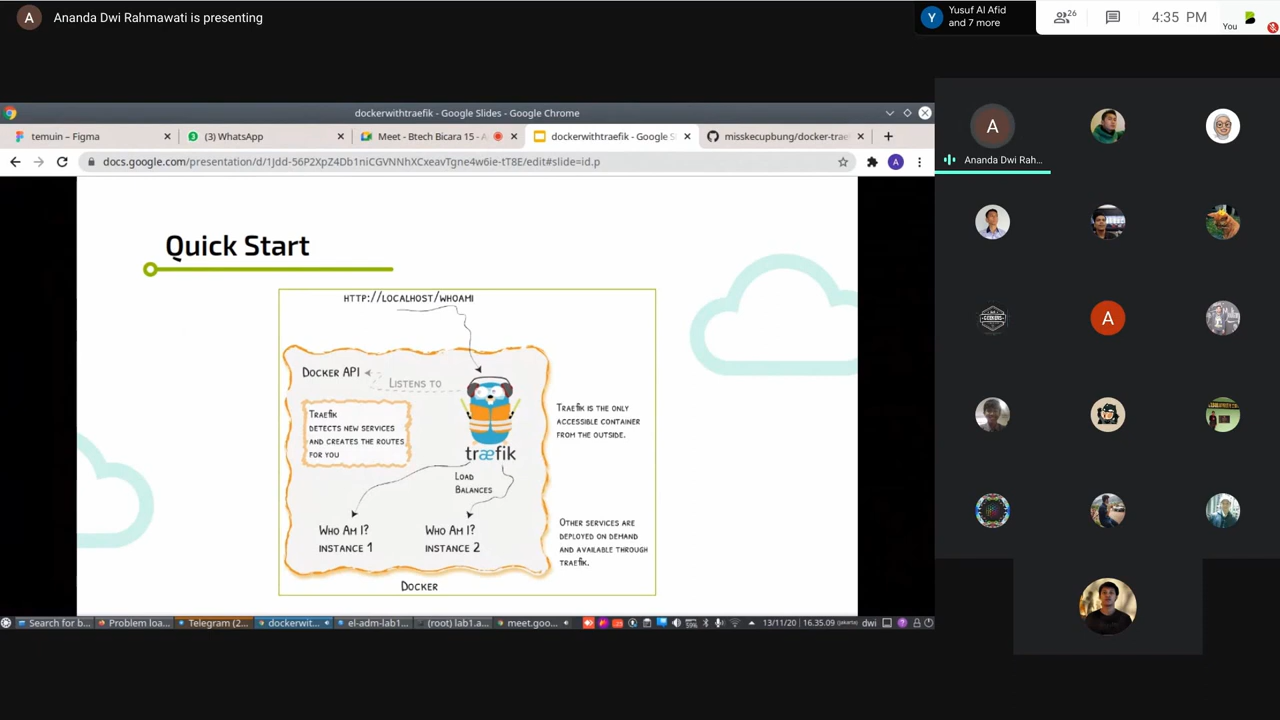 A Ananda Dwi Rahmawati is presenting
Y Yusuf Al Afid
and 7 more
26
4:35 PM
You
dockerwithtraefik - Google Slides - Google Chrome
temuin – Figma
(3) WhatsApp
Meet - Btech Bicara 15 - A
dockerwithtraefik - Google S
misskecupbung/docker-trae
docs.google.com/presentation/d/1Jdd-56P2XpZ4Db1niCGVNNhXCxeavTgne4w6ie-tT8E/edit#slide=id.p
A
Quick Start
HTTP://LOCALHOST/WHOAMI
DOCKER API
LISTENS TO
TRAEFIK
DETECTS NEW SERVICES
AND CREATES THE ROUTES
FOR YOU
træfik
TRAEFIK IS THE ONLY
ACCESSIBLE CONTAINER
FROM THE OUTSIDE.
LOAD
BALANCES
WHO AM I?
INSTANCE 1
WHO AM I?
INSTANCE 2
OTHER SERVICES ARE
DEPLOYED ON DEMAND
AND AVAILABLE THROUGH
TRAEFIK.
DOCKER
Search for b...
Problem loa...
Telegram (2...
dockerwit...
el-adm-lab1...
(root) lab1.a...
meet.goo...
59%
13/11/20
16.35.09
(Jakarta)
dwi
A
Ananda Dwi Rah...
A